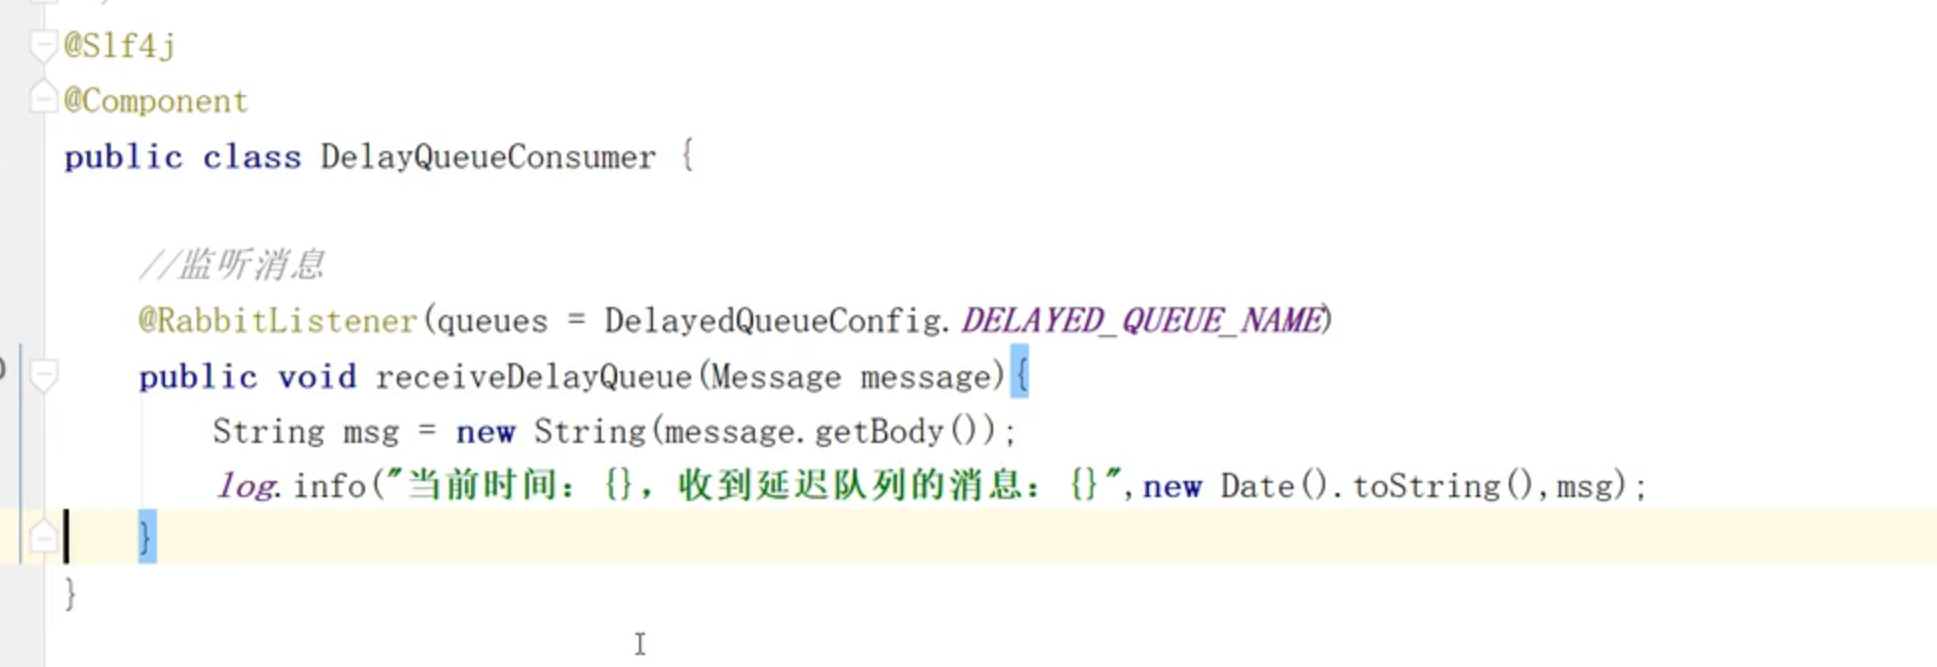 @Slf4j
@Component
public class DelayQueueConsumer {
//监听消息
@RabbitListener(queues = DelayedQueueConfig.DELAYED_QUEUE_NAME)
public void receiveDelayQueue(Message message){
String msg = new String(message.getBody());
log.info("当前时间：{}，收到延迟队列的消息：{}",new Date().toString(),msg);
}
}